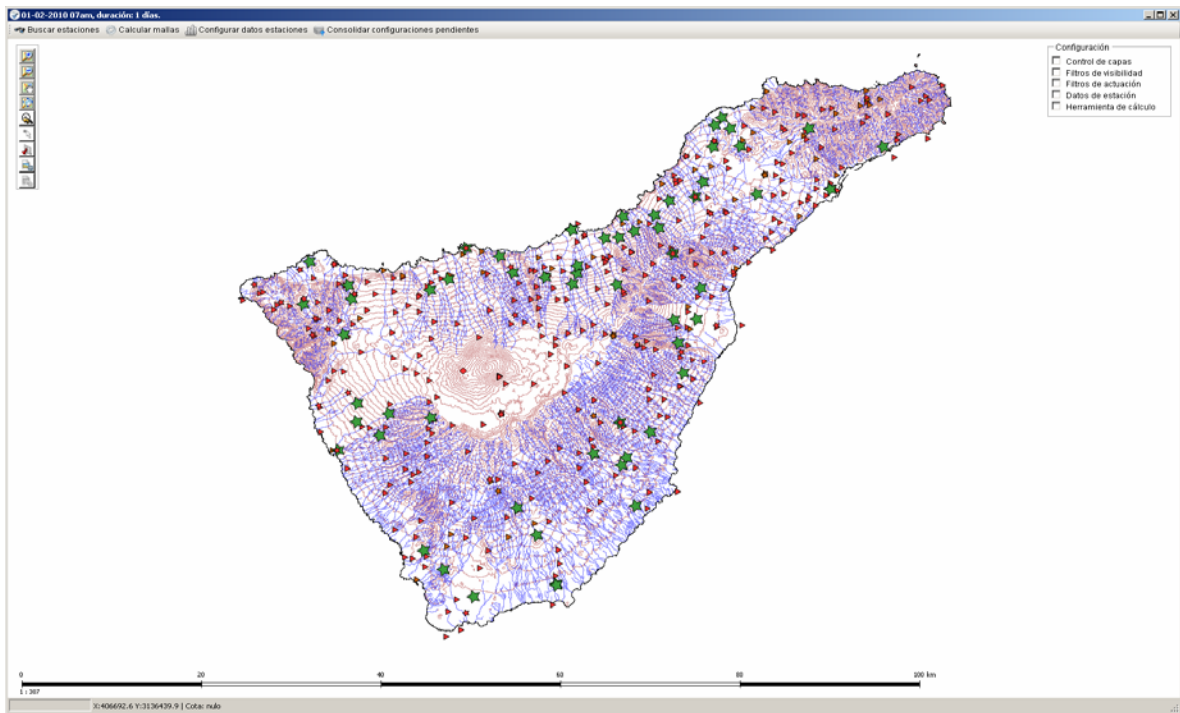 01-02-2010 07am, duración: 1 días.
Buscar estaciones Calcular mallas Configurar datos estaciones Consolidar configuraciones pendientes
Configuración
Control de capas
Filtros de visibilidad
Filtros de actuación
Datos de estación
Herramienta de cálculo
0 20 40 60 80 100 km
1 : 367
X:406692.6 Y:3136439.9 | Cota: nulo